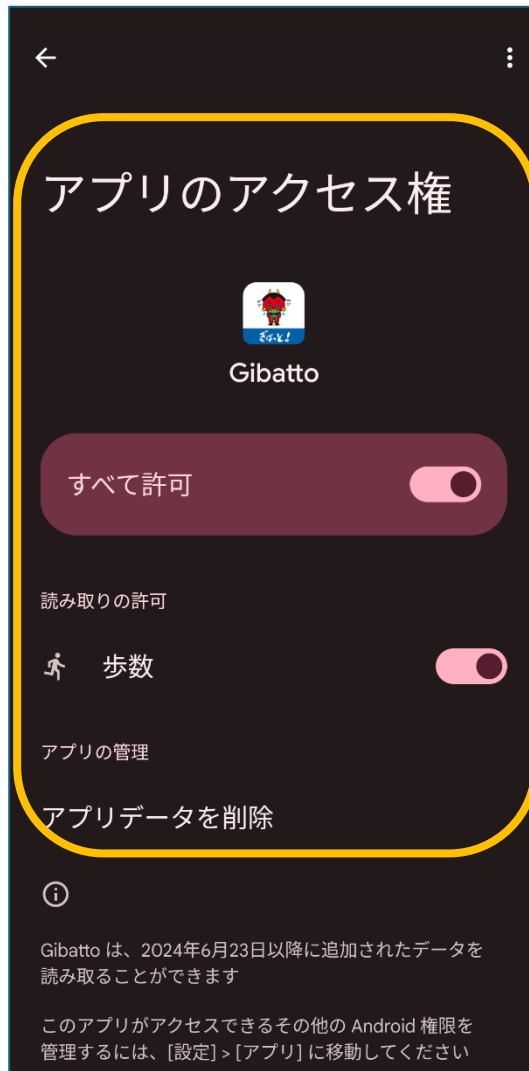 アプリのアクセス権
ぎばーと!
Gibatto
すべて許可
読み取りの許可
歩数
アプリの管理
アプリデータを削除
Gibatto は、2024年6月23日以降に追加されたデータを
読み取ることができます
このアプリがアクセスできるその他の Android 権限を
管理するには、[設定] > [アプリ] に移動してください